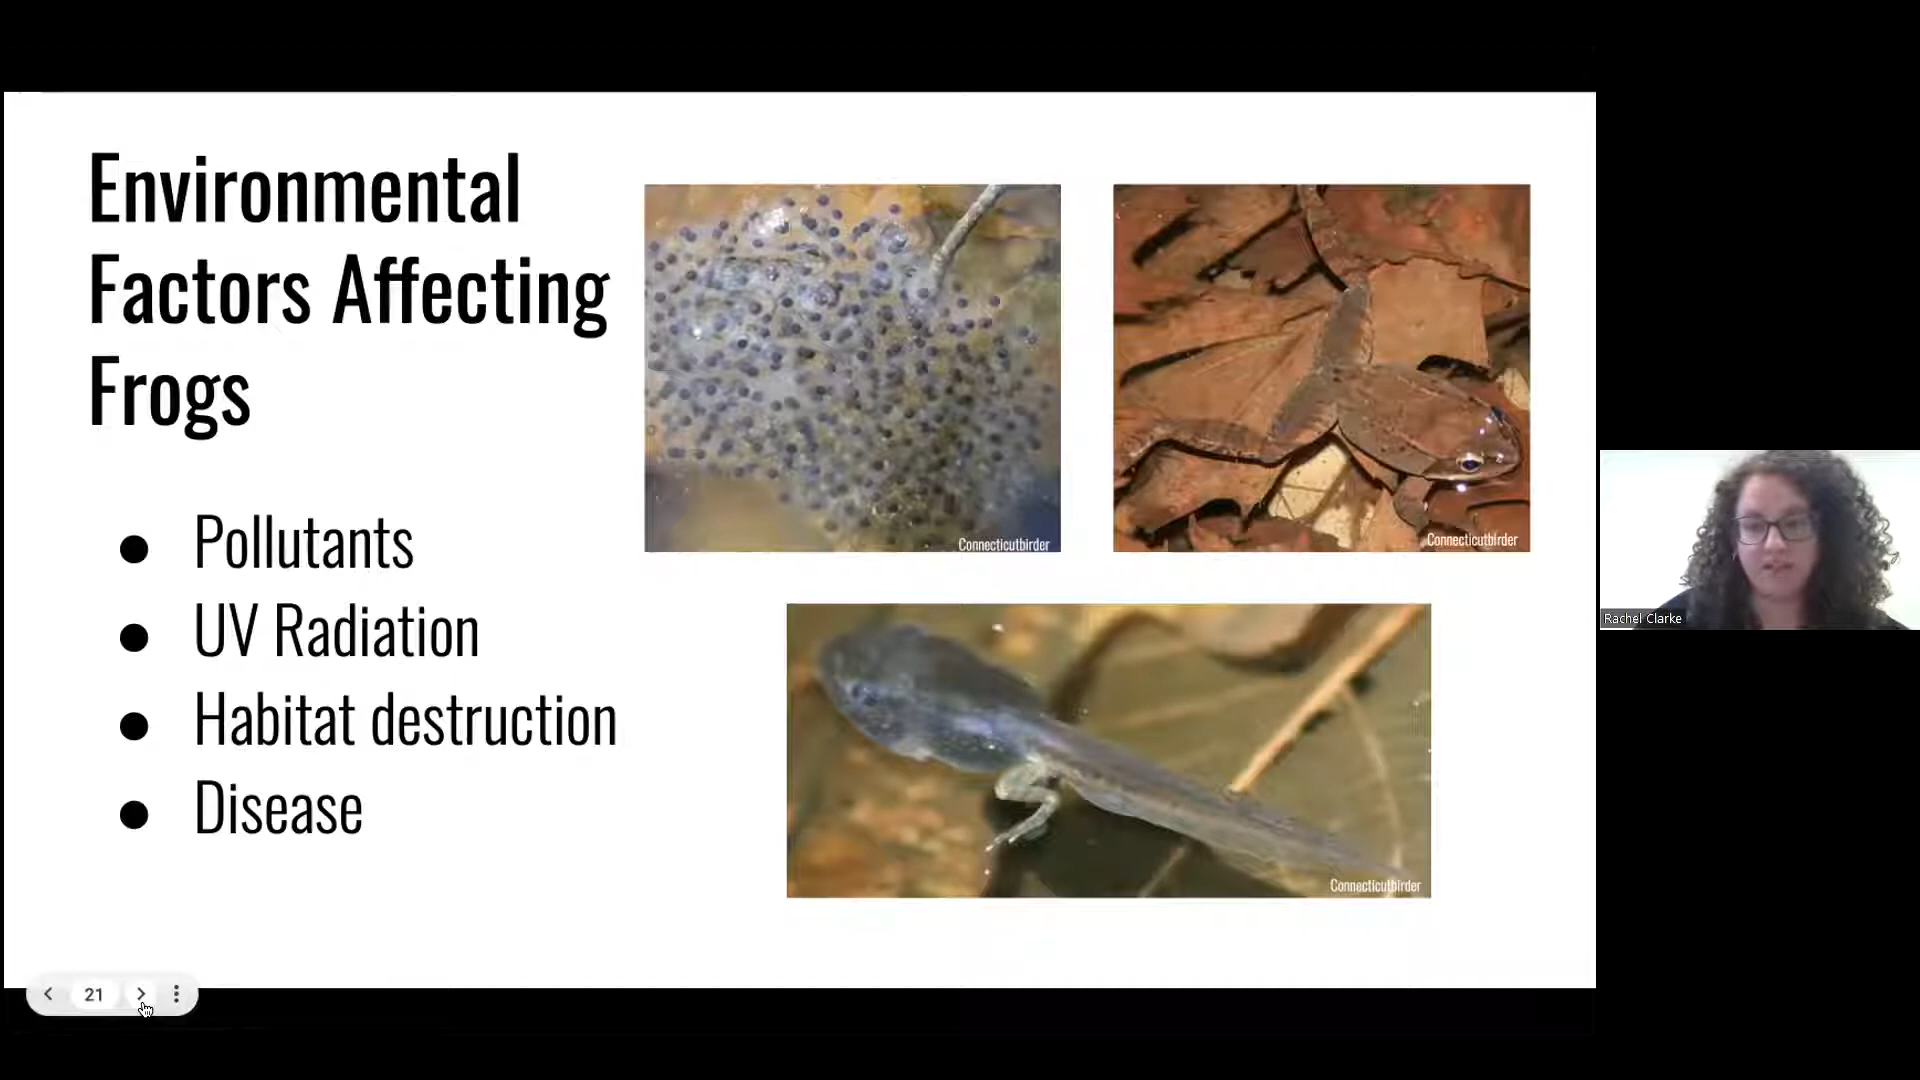 Environmental
Factors Affecting
Frogs
● Pollutants
● UV Radiation
● Habitat destruction
● Disease
Connecticutbirder
Connecticutbirder
Connecticutbirder
Rachel Clarke
21